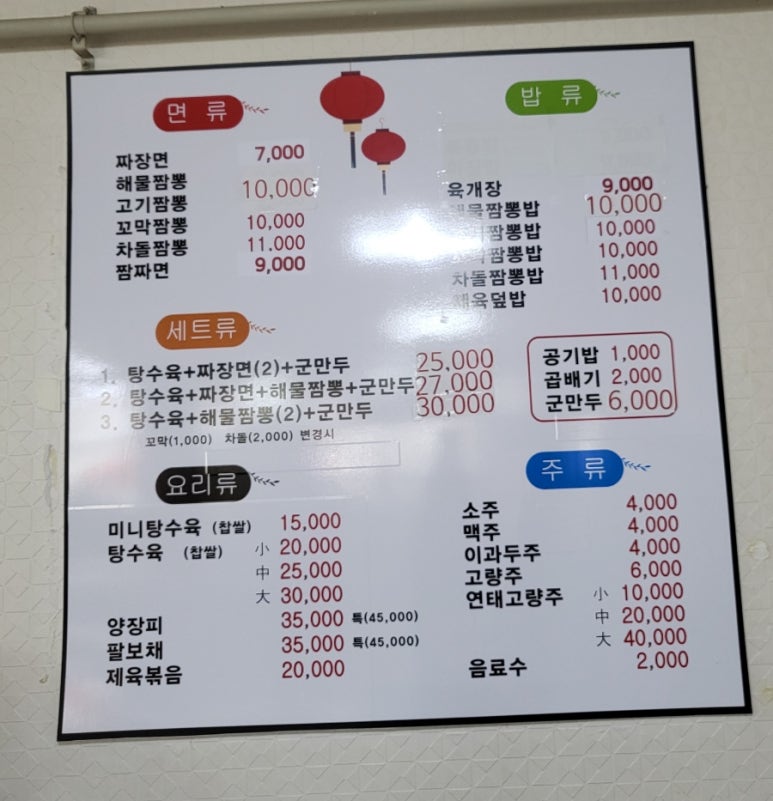 면 류
짜장면 7,000
해물짬뽕 10,000
고기짬뽕
꼬막짬뽕 10,000
차돌짬뽕 11.000
짬짜면 9,000
밥 류
육개장 9,000
해물짬뽕밥 10,000
짬뽕밥 10,000
짬뽕밥 10,000
차돌짬뽕밥 11,000
제육덮밥 10,000
세트류
1. 탕수육+짜장면(2)+군만두 25,000
2. 탕수육+짜장면+해물짬뽕+군만두 27,000
3. 탕수육+해물짬뽕(2)+군만두 30,000
꼬막(1,000) 차돌(2,000) 변경시
공기밥 1,000
곱배기 2,000
군만두 6,000
요리류
미니탕수육 (찹쌀) 15,000
탕수육 (찹쌀) 小 20,000
中 25,000
大 30,000
양장피 35,000 특(45,000)
팔보채 35,000 특(45,000)
제육볶음 20,000
주 류
소주 4,000
맥주 4,000
이과두주 4,000
고량주 6,000
연태고량주 小 10,000
中 20,000
大 40,000
음료수 2,000